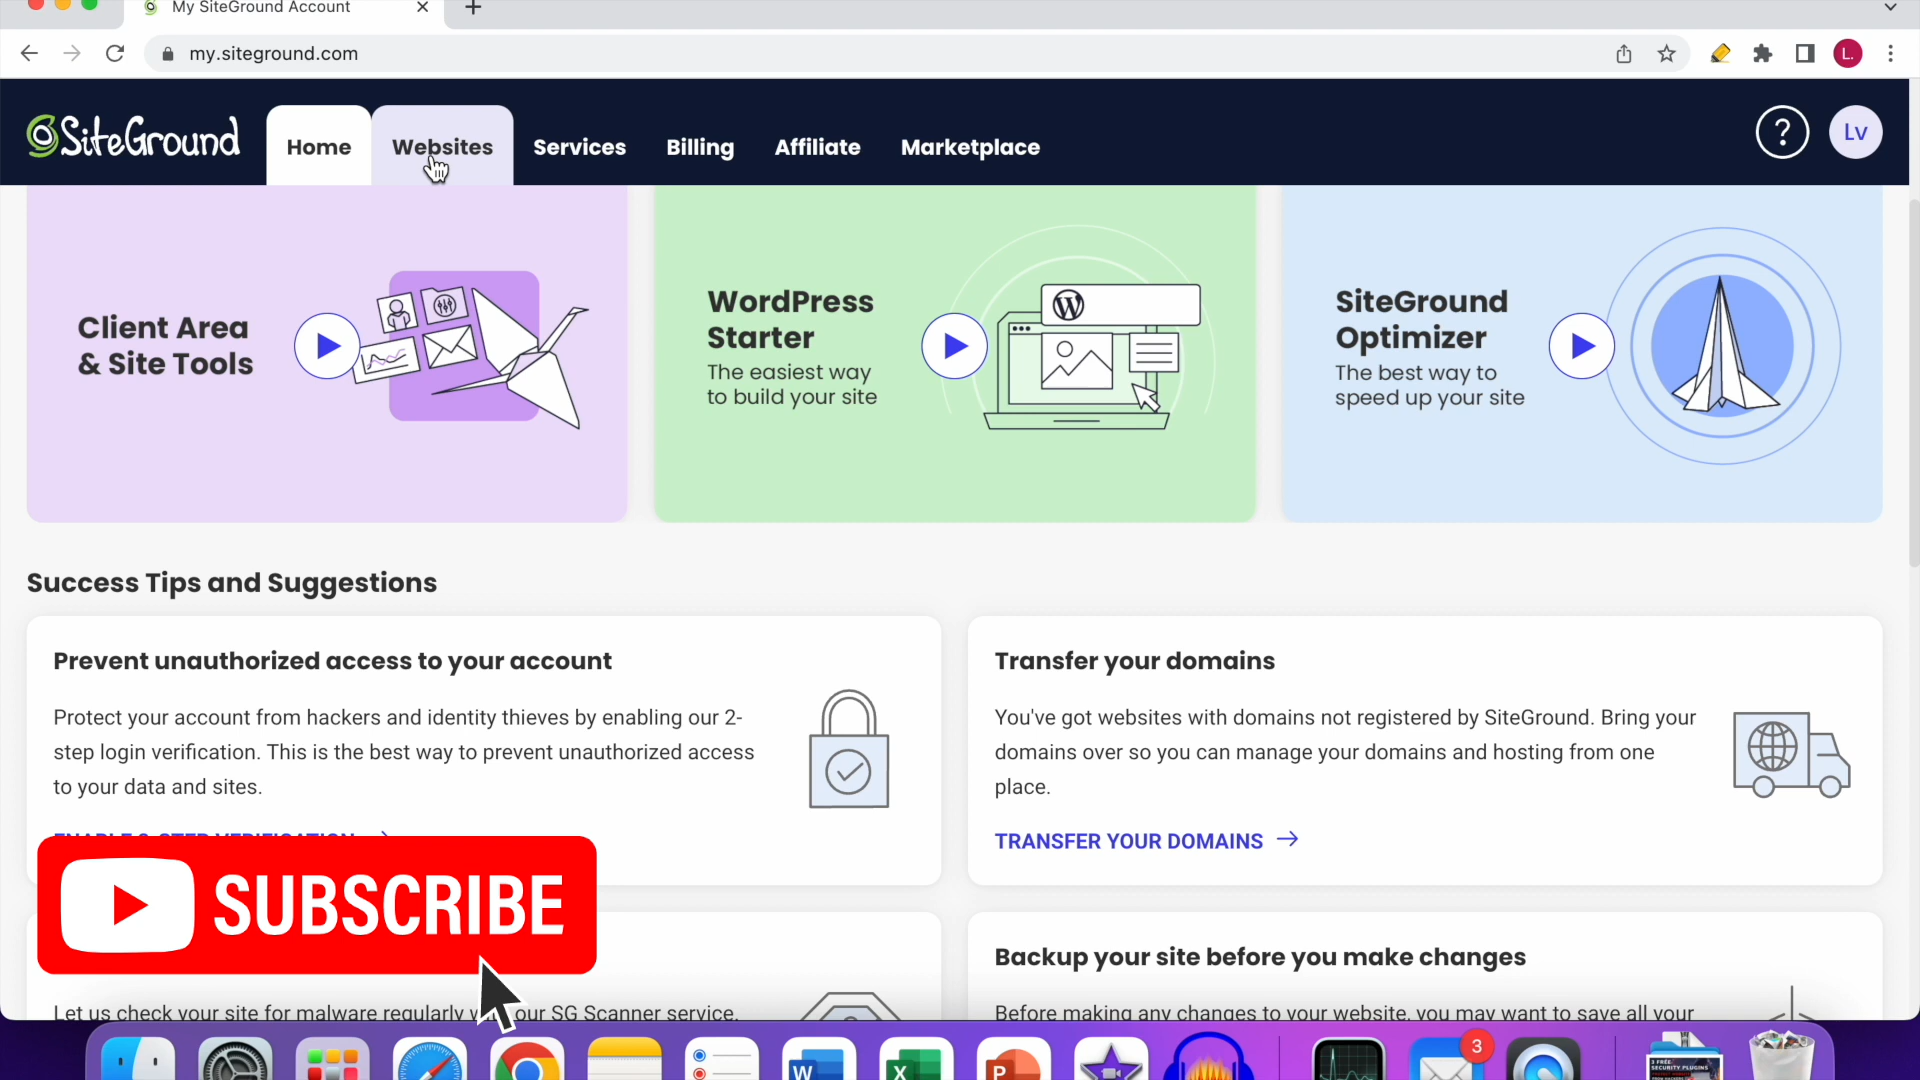 My SiteGround Account
my.siteground.com
L.
SiteGround
Home
Websites
Services
Billing
Affiliate
Marketplace
?
Lv
Client Area
& Site Tools
WordPress
Starter
The easiest way
to build your site
W
SiteGround
Optimizer
The best way to
speed up your site
Success Tips and Suggestions
Prevent unauthorized access to your account
Protect your account from hackers and identity thieves by enabling our 2-
step login verification. This is the best way to prevent unauthorized access
to your data and sites.
ENABLE 2-STEP VERIFICATION
Transfer your domains
You've got websites with domains not registered by SiteGround. Bring your
domains over so you can manage your domains and hosting from one
place.
TRANSFER YOUR DOMAINS
SUBSCRIBE
Let us check your site for malware regularly our SG Scanner service.
Backup your site before you make changes
Before making any changes to your website, you may want to save all your
W
X
P
3
3 FREE
SECURITY PLUGINS